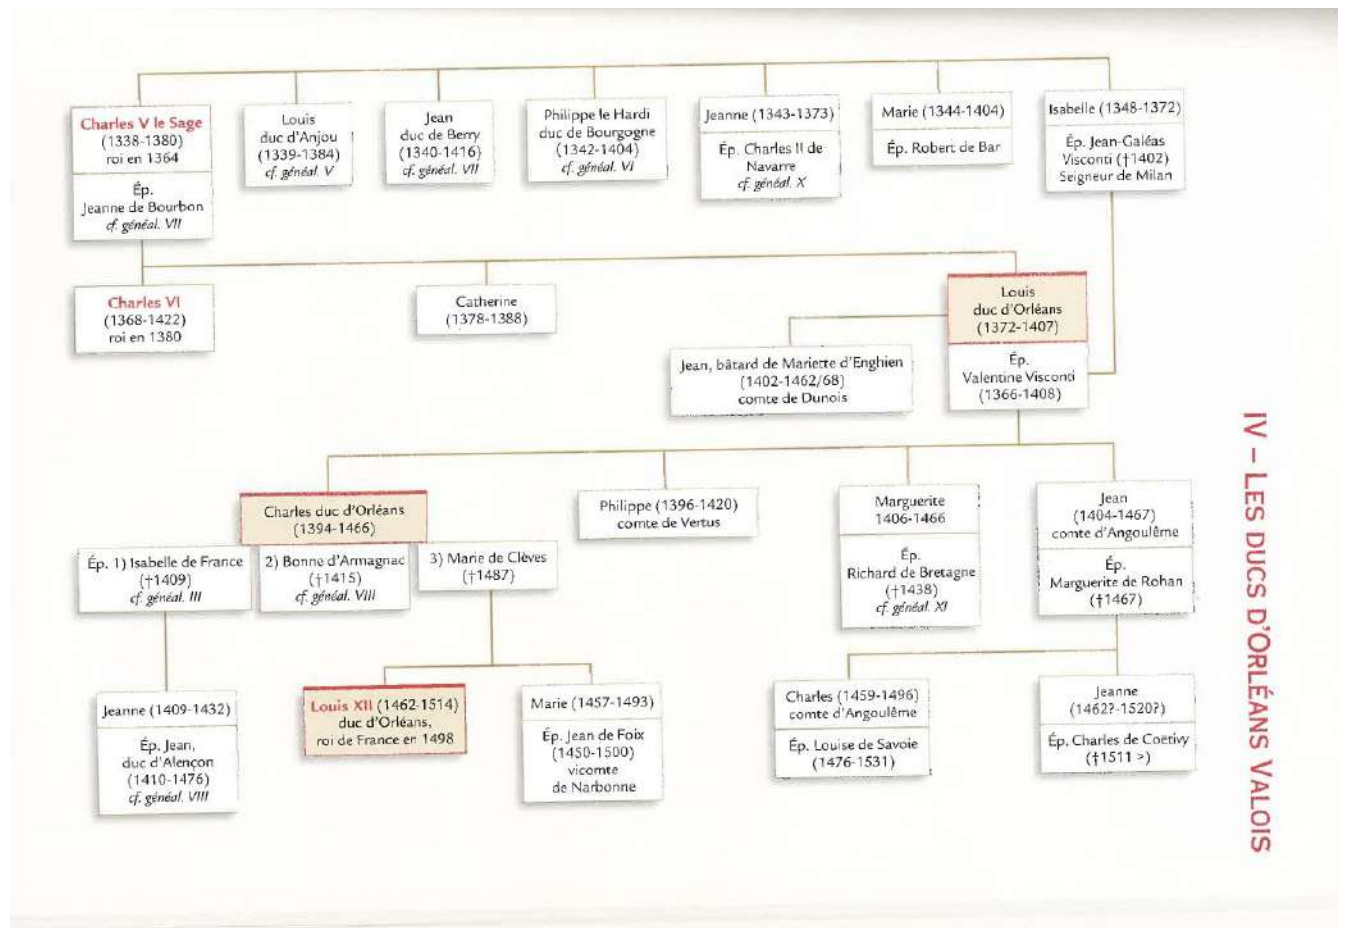 Charles V le Sage
(1338-1380)
roi en 1364
Ép.
Jeanne de Bourbon
cf. généal. VII
Louis
duc d'Anjou
(1339-1384)
cf. généal. V
Jean
duc de Berry
(1340-1416)
cf. généal. VII
Philippe le Hardi
duc de Bourgogne
(1342-1404)
cf. généal. VI
Jeanne (1343-1373)
Ép. Charles II de
Navarre
cf. généal. X
Marie (1344-1404)
Ép. Robert de Bar
Isabelle (1348-1372)
Ép. Jean-Galéas
Visconti (†1402)
Seigneur de Milan
Charles VI
(1368-1422)
roi en 1380
Catherine
(1378-1388)
Louis
duc d'Orléans
(1372-1407)
Ép.
Valentine Visconti
(1366-1408)
Jean, bâtard de Mariette d'Enghien
(1402-1462/68)
comte de Dunois
Charles duc d'Orléans
(1394-1466)
Ép. 1) Isabelle de France
(†1409)
cf. généal. III
2) Bonne d'Armagnac
(†1415)
cf. généal. VIII
3) Marie de Clèves
(†1487)
Philippe (1396-1420)
comte de Vertus
Marguerite
1406-1466
Ép.
Richard de Bretagne
(†1438)
cf. généal. XI
Jean
(1404-1467)
comte d'Angoulême
Ép.
Marguerite de Rohan
(†1467)
Jeanne (1409-1432)
Ép. Jean,
duc d'Alençon
(1410-1476)
cf. généal. VIII
Louis XII (1462-1514)
duc d'Orléans,
roi de France en 1498
Marie (1457-1493)
Ép. Jean de Foix
(1450-1500)
vicomte
de Narbonne
Charles (1459-1496)
comte d'Angoulême
Ép. Louise de Savoie
(1476-1531)
Jeanne
(1462?-1520?)
Ép. Charles de Coëtivy
(†1511 >)
IV – LES DUCS D'ORLÉANS VALOIS